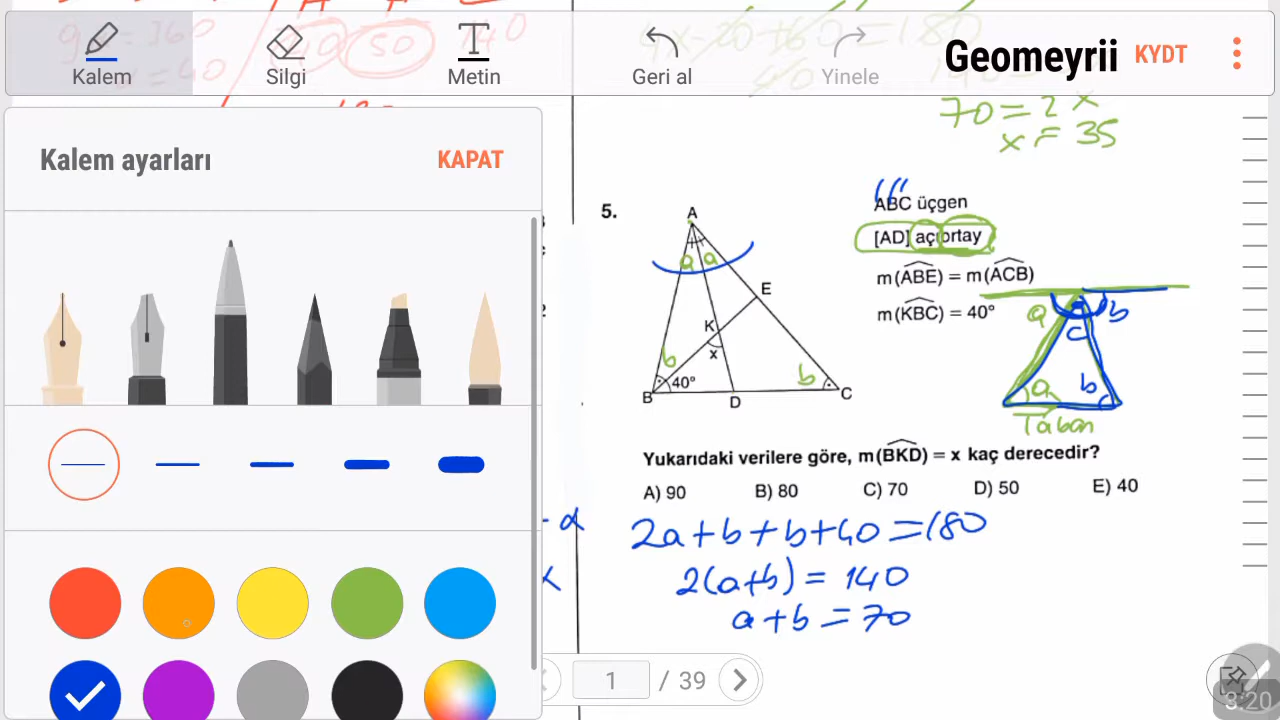 Kalem
Silgi
Metin
Geri al
Yinele
Geomeyrii KYDT
Kalem ayarları
KAPAT
70 = 2x
x = 35
5.
ABC üçgen
[AD] açıortay
m(ABE) = m(ACB)
m(KBC) = 40°
A
a a
E
K
x
b
40°
b
B
D
C
a
b
C
a
b
Taban
Yukarıdaki verilere göre, m(BKD) = x kaç derecedir?
A) 90 B) 80 C) 70 D) 50 E) 40
2a + b + b + 40 = 180
2(a+b) = 140
a + b = 70
1 / 39
3:20